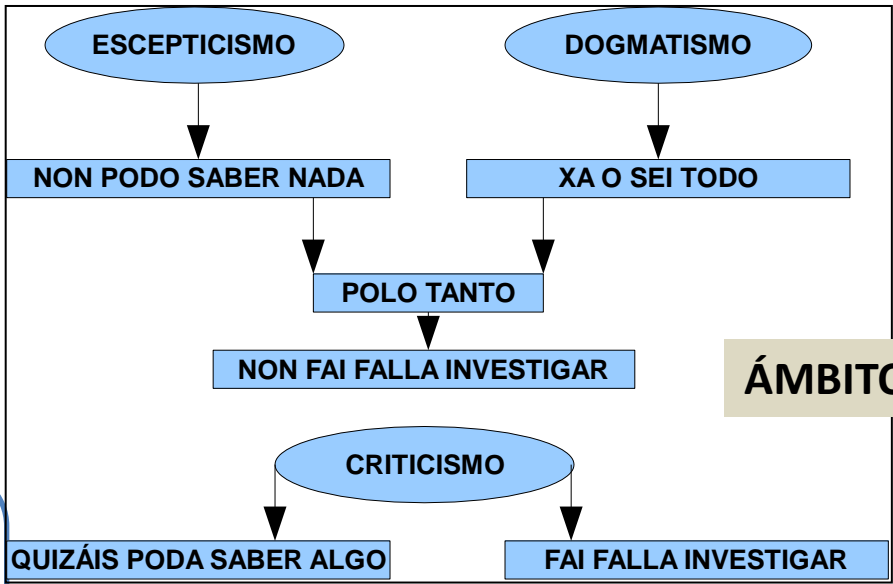 ESCEPTICISMO
DOGMATISMO
NON PODO SABER NADA
XA O SEI TODO
POLO TANTO
NON FAI FALLA INVESTIGAR
ÁMBITO
CRITICISMO
QUIZÁIS PODA SABER ALGO
FAI FALLA INVESTIGAR